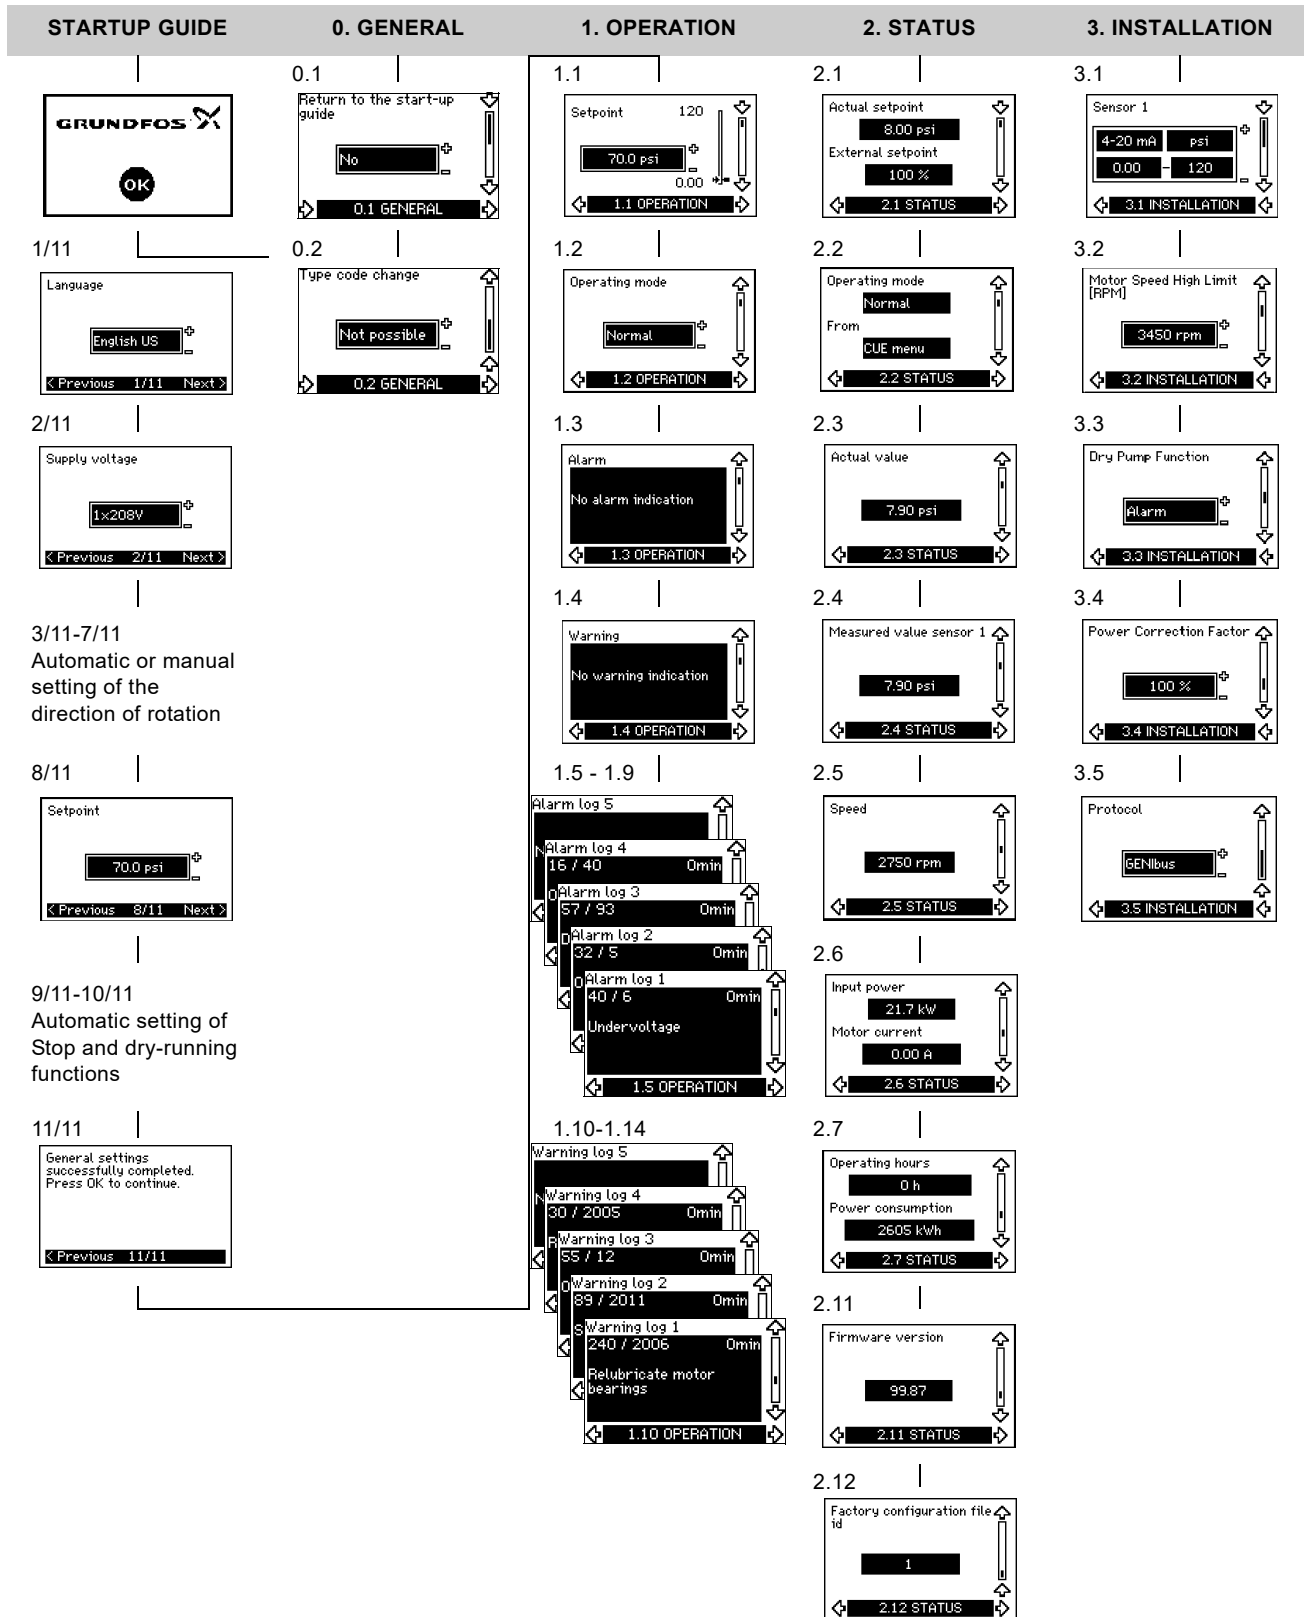 STARTUP GUIDE
GRUNDFOS
OK
1/11
Language
English US
+
-
< Previous 1/11 Next >
2/11
Supply voltage
1x208V
+
-
< Previous 2/11 Next >
3/11-7/11
Automatic or manual
setting of the
direction of rotation
8/11
Setpoint
70.0 psi
+
-
< Previous 8/11 Next >
9/11-10/11
Automatic setting of
Stop and dry-running
functions
11/11
General settings
successfully completed.
Press OK to continue.
< Previous 11/11
0. GENERAL
0.1
Return to the start-up
guide
No
+
-
0.1 GENERAL
0.2
Type code change
Not possible
+
-
0.2 GENERAL
1. OPERATION
1.1
Setpoint 120
70.0 psi
+
-
0.00
1.1 OPERATION
1.2
Operating mode
Normal
+
-
1.2 OPERATION
1.3
Alarm
No alarm indication
1.3 OPERATION
1.4
Warning
No warning indication
1.4 OPERATION
1.5 - 1.9
Alarm log 5
N
Alarm log 4
16 / 40 0min
O
Alarm log 3
57 / 93 0min
D
Alarm log 2
32 / 5 0min
O
Alarm log 1
40 / 6 0min
Undervoltage
1.5 OPERATION
1.10-1.14
Warning log 5
N
Warning log 4
30 / 2005 0min
R
Warning log 3
55 / 12 0min
O
Warning log 2
89 / 2011 0min
S
Warning log 1
240 / 2006 0min
Relubricate motor
bearings
1.10 OPERATION
2. STATUS
2.1
Actual setpoint
8.00 psi
External setpoint
100 %
2.1 STATUS
2.2
Operating mode
Normal
From
CUE menu
2.2 STATUS
2.3
Actual value
7.90 psi
2.3 STATUS
2.4
Measured value sensor 1
7.90 psi
2.4 STATUS
2.5
Speed
2750 rpm
2.5 STATUS
2.6
Input power
21.7 kW
Motor current
0.00 A
2.6 STATUS
2.7
Operating hours
0 h
Power consumption
2605 kWh
2.7 STATUS
2.11
Firmware version
99.87
2.11 STATUS
2.12
Factory configuration file
id
1
2.12 STATUS
3. INSTALLATION
3.1
Sensor 1
4-20 mA psi
+
0.00 - 120
-
3.1 INSTALLATION
3.2
Motor Speed High Limit
[RPM]
3450 rpm
+
-
3.2 INSTALLATION
3.3
Dry Pump Function
Alarm
+
-
3.3 INSTALLATION
3.4
Power Correction Factor
100 %
+
-
3.4 INSTALLATION
3.5
Protocol
GENIbus
+
-
3.5 INSTALLATION